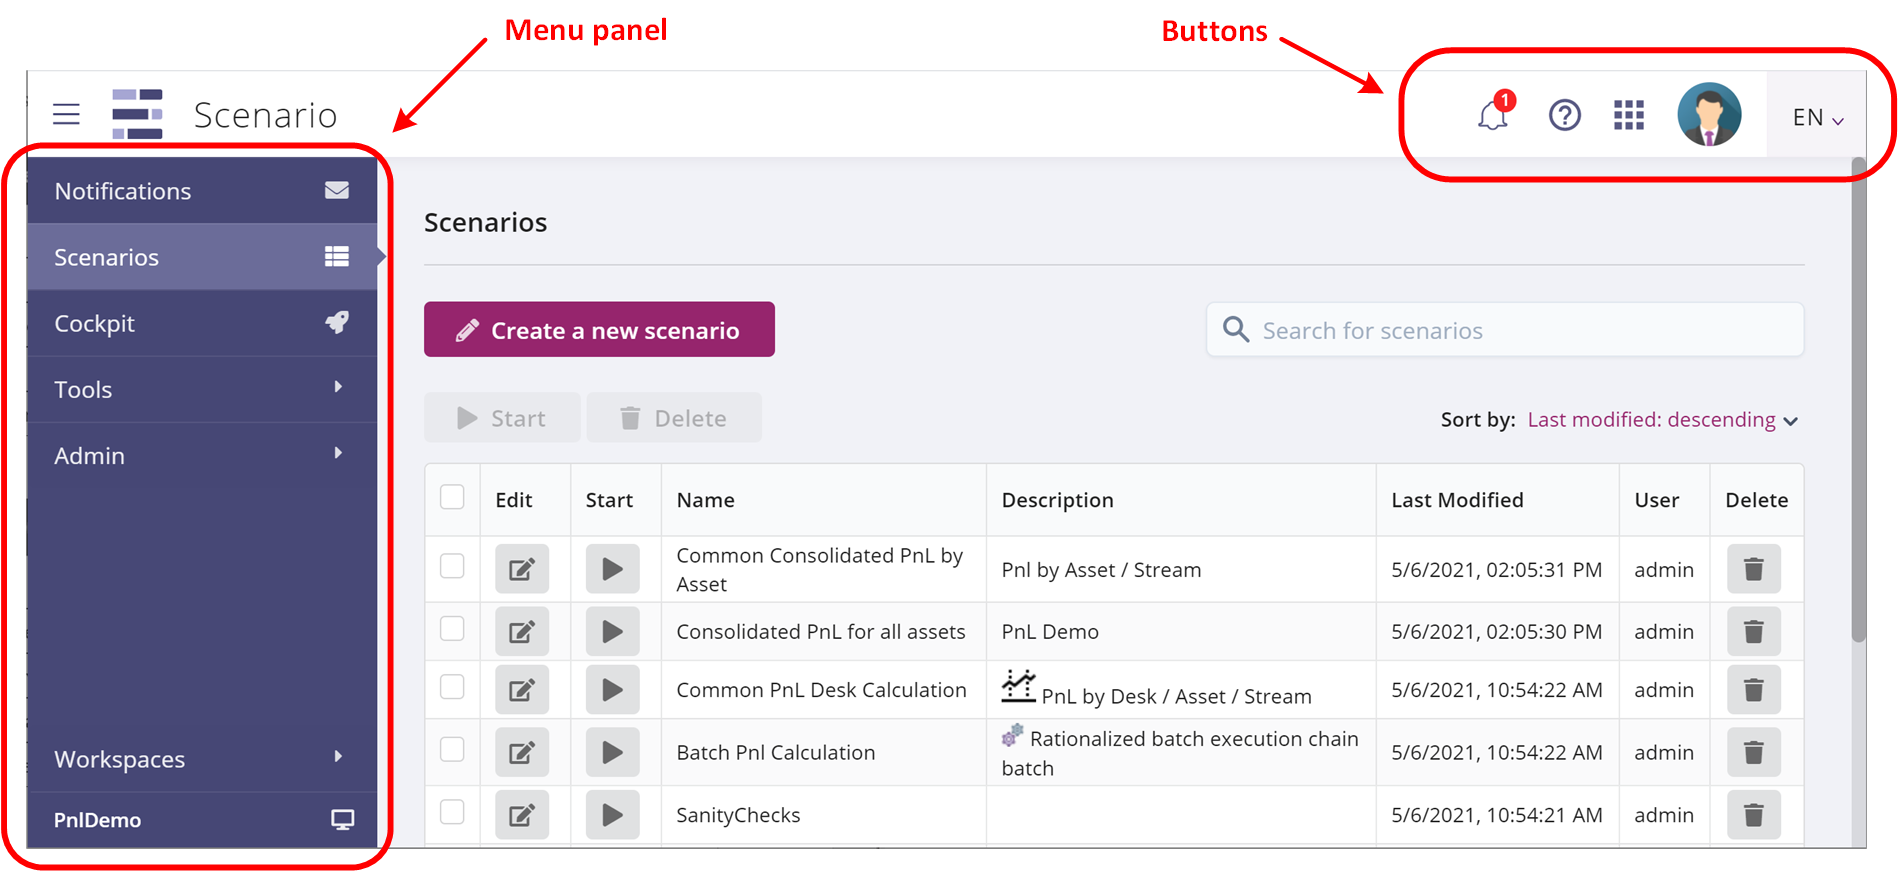 Menu panel
Buttons
Scenario
1
EN
Notifications
Scenarios
Cockpit
Tools
Admin
Workspaces
PnlDemo
Scenarios
Create a new scenario
Search for scenarios
Start
Delete
Sort by: Last modified: descending
Edit Start Name Description Last Modified User Delete
Common Consolidated PnL by
Asset
Pnl by Asset / Stream 5/6/2021, 02:05:31 PM admin
Consolidated PnL for all assets PnL Demo 5/6/2021, 02:05:30 PM admin
Common PnL Desk Calculation PnL by Desk / Asset / Stream 5/6/2021, 10:54:22 AM admin
Batch Pnl Calculation
Rationalized batch execution chain
batch
5/6/2021, 10:54:22 AM admin
SanityChecks 5/6/2021, 10:54:21 AM admin